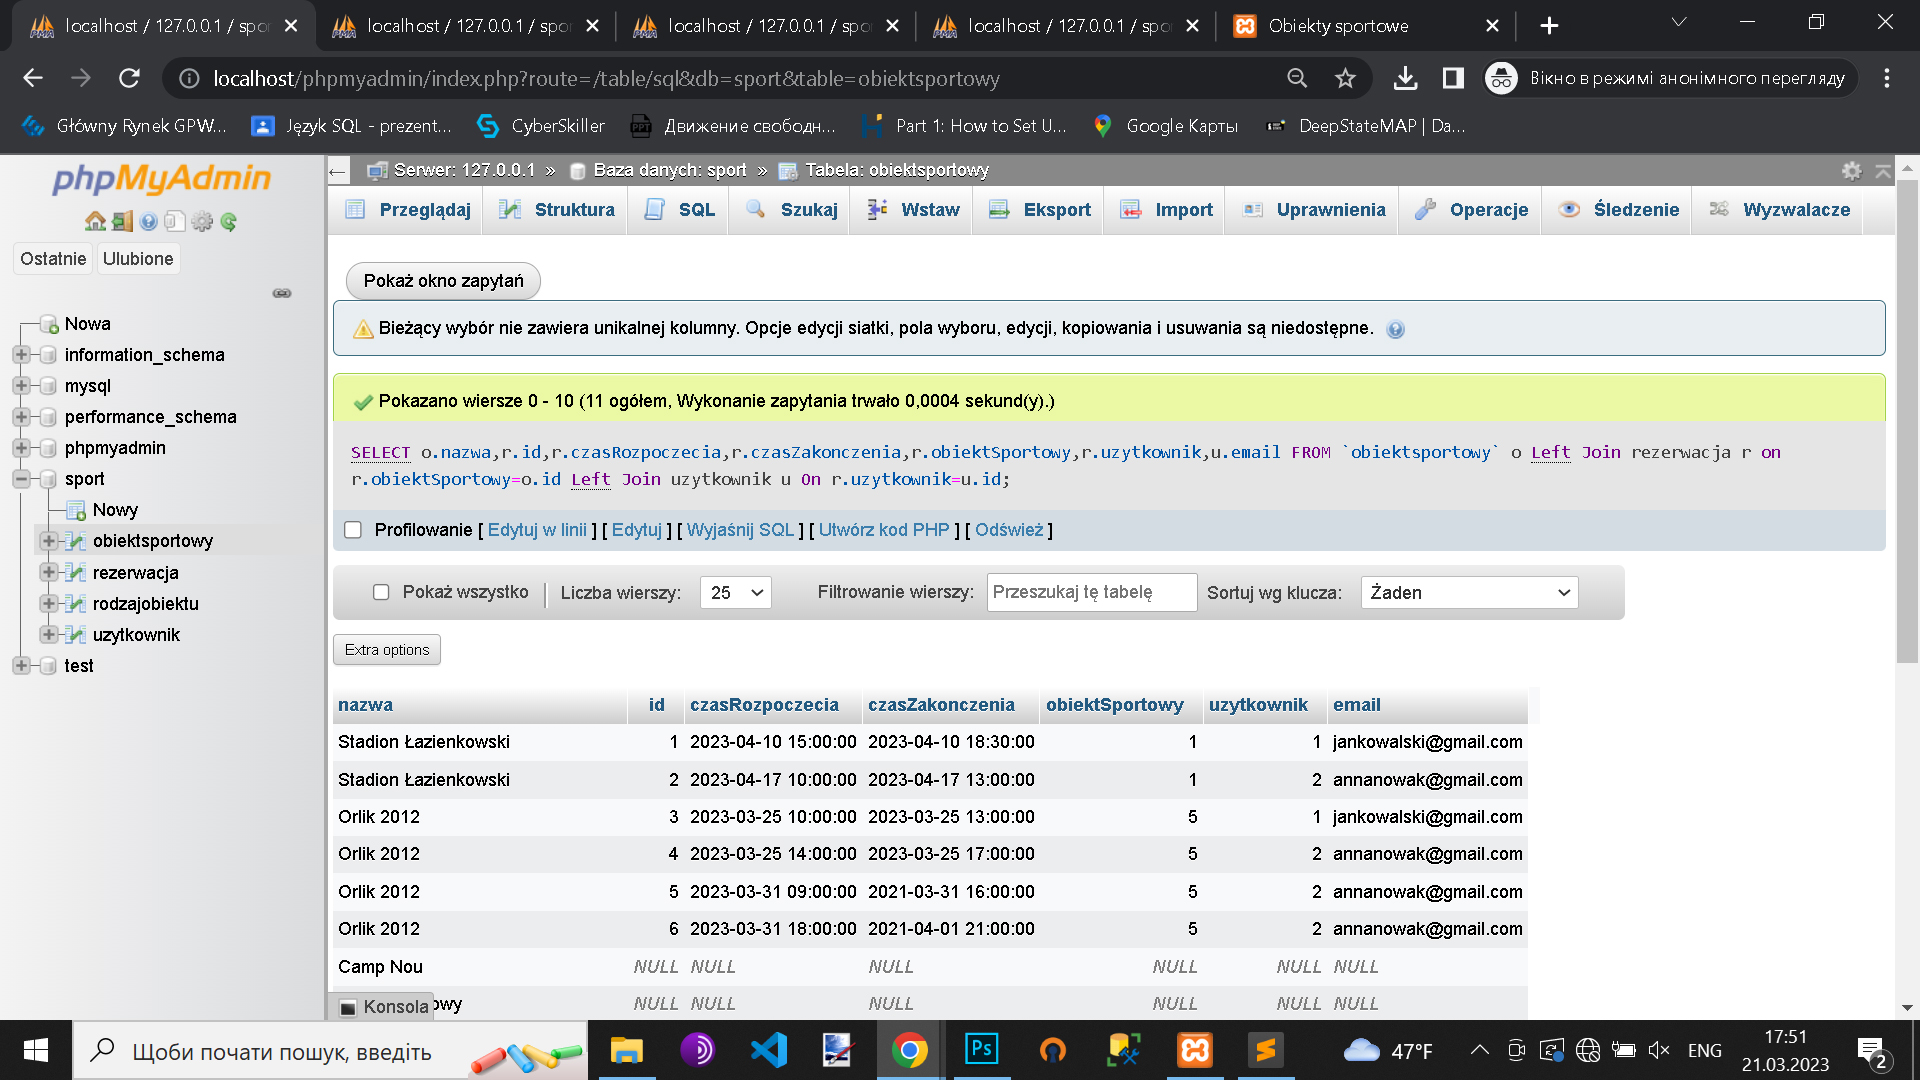 localhost / 127.0.0.1 / spo
localhost / 127.0.0.1 / spo
localhost / 127.0.0.1 / spo
localhost / 127.0.0.1 / spo
Obiekty sportowe
localhost/phpmyadmin/index.php?route=/table/sql&db=sport&table=obiektsportowy
Вікно в режимі анонімного перегляду
Główny Rynek GPW...
Język SQL - prezent...
CyberSkiller
Движение свободн...
Part 1: How to Set U...
Google Карты
DeepStateMAP | Da...
phpMyAdmin
Ostatnie
Ulubione
Nowa
information_schema
mysql
performance_schema
phpmyadmin
sport
Nowy
obiektsportowy
rezerwacja
rodzajobiektu
uzytkownik
test
Serwer: 127.0.0.1 » Baza danych: sport » Tabela: obiektsportowy
Przeglądaj Struktura SQL Szukaj Wstaw Eksport Import Uprawnienia Operacje Śledzenie Wyzwalacze
Pokaż okno zapytań
Bieżący wybór nie zawiera unikalnej kolumny. Opcje edycji siatki, pola wyboru, edycji, kopiowania i usuwania są niedostępne.
Pokazano wiersze 0 - 10 (11 ogółem, Wykonanie zapytania trwało 0,0004 sekund(y).)
SELECT o.nazwa,r.id,r.czasRozpoczecia,r.czasZakonczenia,r.obiektSportowy,r.uzytkownik,u.email FROM `obiektsportowy` o Left Join rezerwacja r on
r.obiektSportowy=o.id Left Join uzytkownik u On r.uzytkownik=u.id;
Profilowanie [ Edytuj w linii ] [ Edytuj ] [ Wyjaśnij SQL ] [ Utwórz kod PHP ] [ Odśwież ]
Pokaż wszystko Liczba wierszy: 25 Filtrowanie wierszy: Przeszukaj tę tabelę Sortuj wg klucza: Żaden
Extra options
nazwa id czasRozpoczecia czasZakonczenia obiektSportowy uzytkownik email
Stadion Łazienkowski 1 2023-04-10 15:00:00 2023-04-10 18:30:00 1 1 jankowalski@gmail.com
Stadion Łazienkowski 2 2023-04-17 10:00:00 2023-04-17 13:00:00 1 2 annanowak@gmail.com
Orlik 2012 3 2023-03-25 10:00:00 2023-03-25 13:00:00 5 1 jankowalski@gmail.com
Orlik 2012 4 2023-03-25 14:00:00 2023-03-25 17:00:00 5 2 annanowak@gmail.com
Orlik 2012 5 2023-03-31 09:00:00 2021-03-31 16:00:00 5 2 annanowak@gmail.com
Orlik 2012 6 2023-03-31 18:00:00 2021-04-01 21:00:00 5 2 annanowak@gmail.com
Camp Nou NULL NULL NULL NULL NULL NULL
owy NULL NULL NULL NULL NULL NULL
Konsola
Щоби почати пошук, введіть
Ps
47°F
ENG
17:51
21.03.2023
2